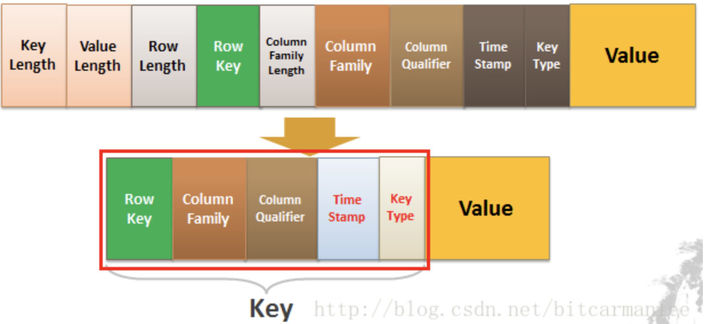 Key Length
Value Length
Row Length
Row Key
Column Family Length
Column Family
Column Qualifier
Time Stamp
Key Type
Value
Row Key
Column Family
Column Qualifier
Time Stamp
Key Type
Value
Key
http://blog.csdn.net/bitcarmanlee